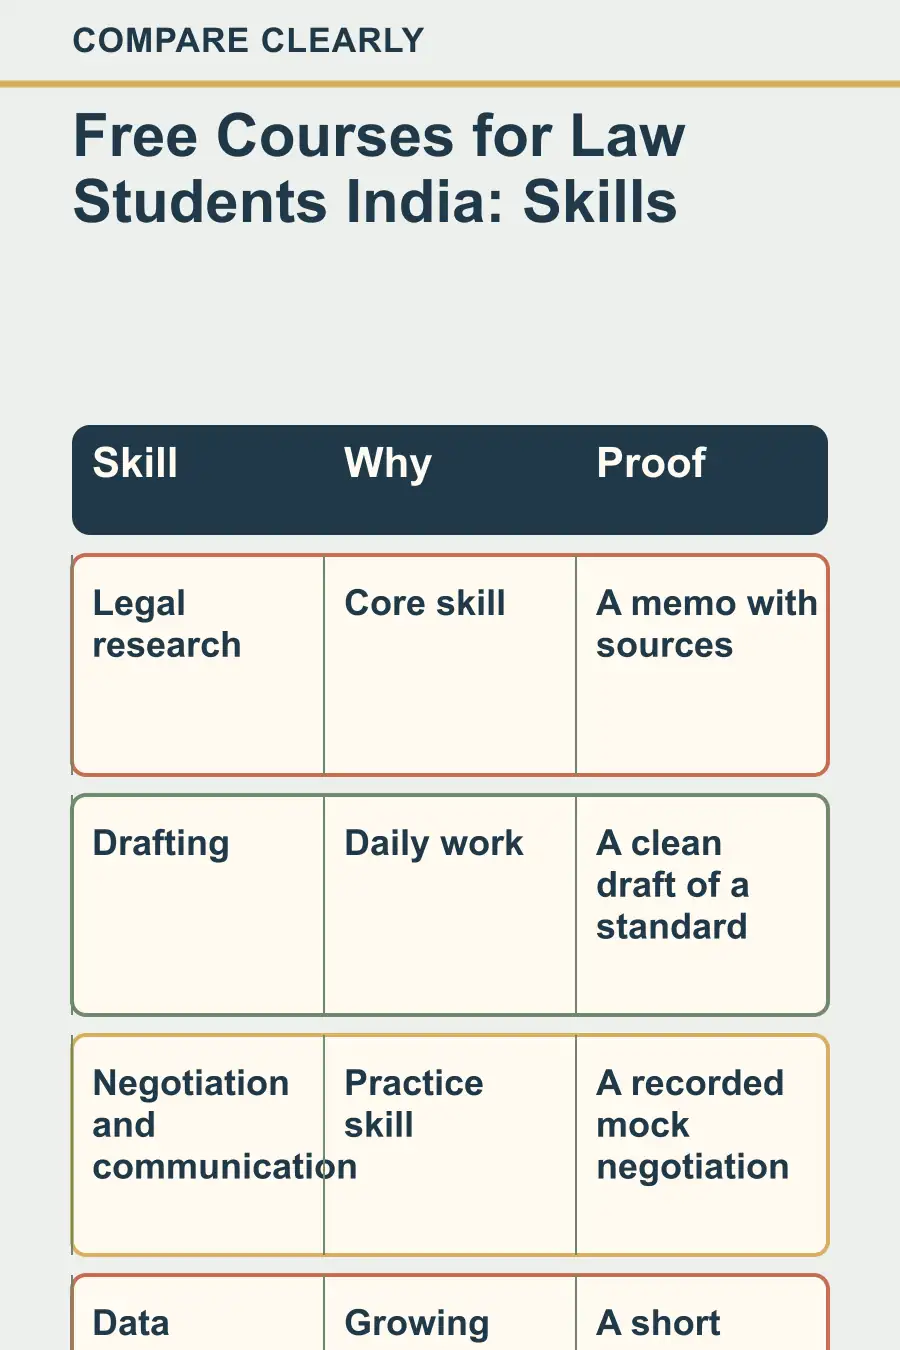 COMPARE CLEARLY
Free Courses for Law
Students India: Skills
Skill Why Proof
Legal research
Core skill
A memo with sources
Drafting
Daily work
A clean draft of a standard
Negotiation and communication
Practice skill
A recorded mock negotiation
Data
Growing
A short